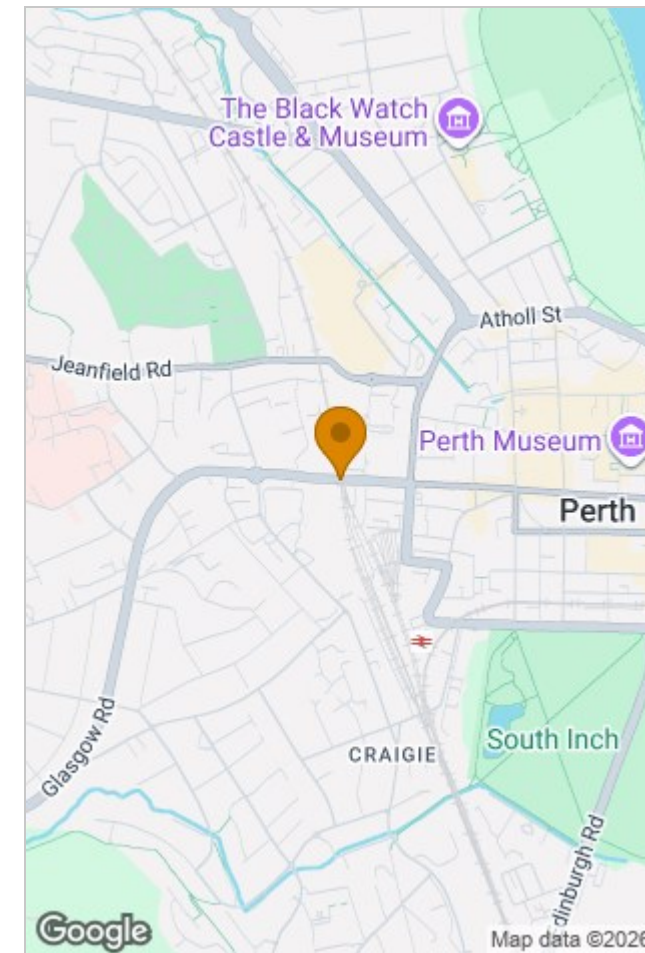 The Black Watch
Castle & Museum
Atholl St
Jeanfield Rd
Perth Museum
Perth
Glasgow Rd
CRAIGIE
South Inch
Edinburgh Rd
Google
Map data ©2026